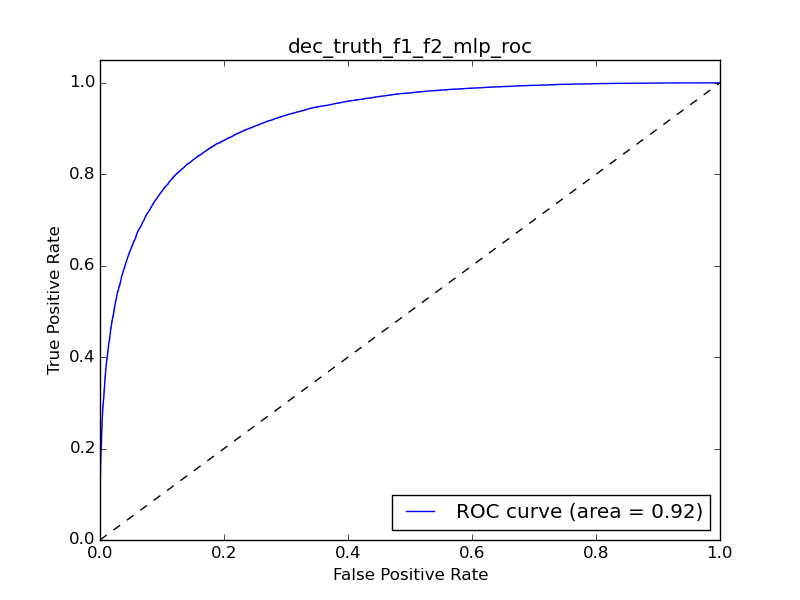 dec_truth_f1_f2_mlp_roc
1.0
0.8
0.6
0.4
0.2
0.0
True Positive Rate
ROC curve (area = 0.92)
0.0 0.2 0.4 0.6 0.8 1.0
False Positive Rate